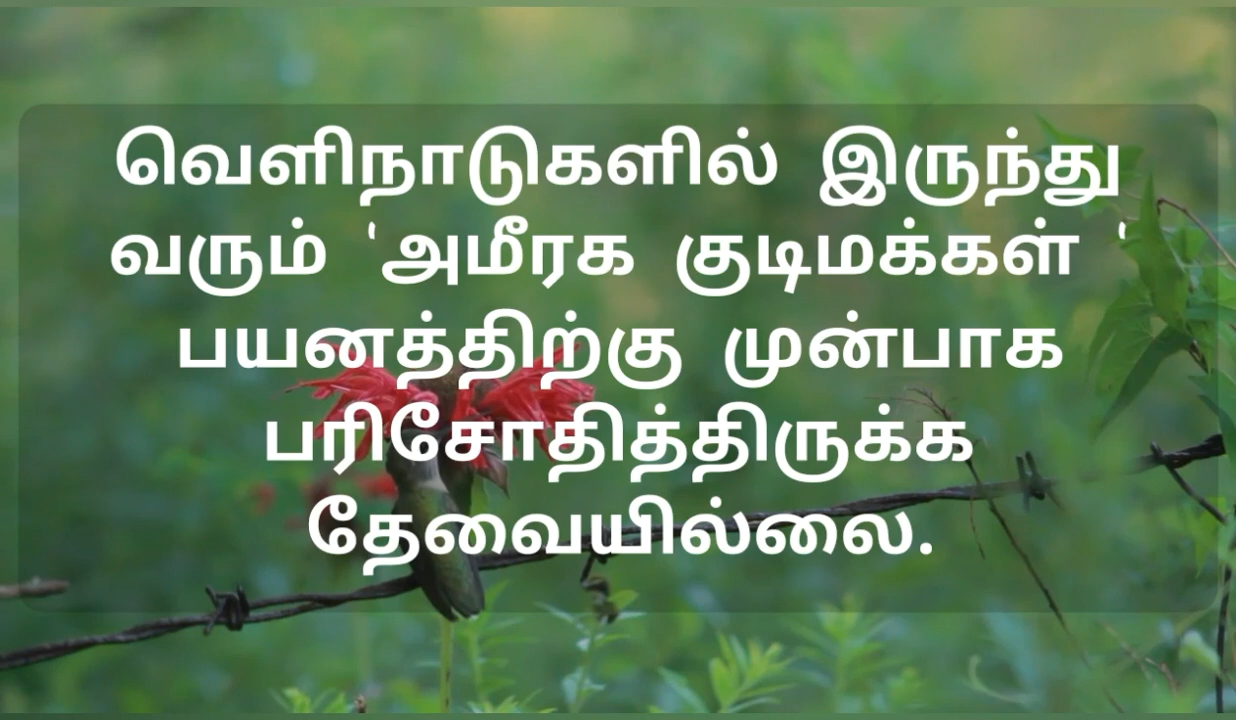 வெளிநாடுகளில் இருந்து
வரும் 'அமீரக குடிமக்கள் '
பயனத்திற்கு முன்பாக
பரிசோதித்திருக்க
தேவையில்லை.